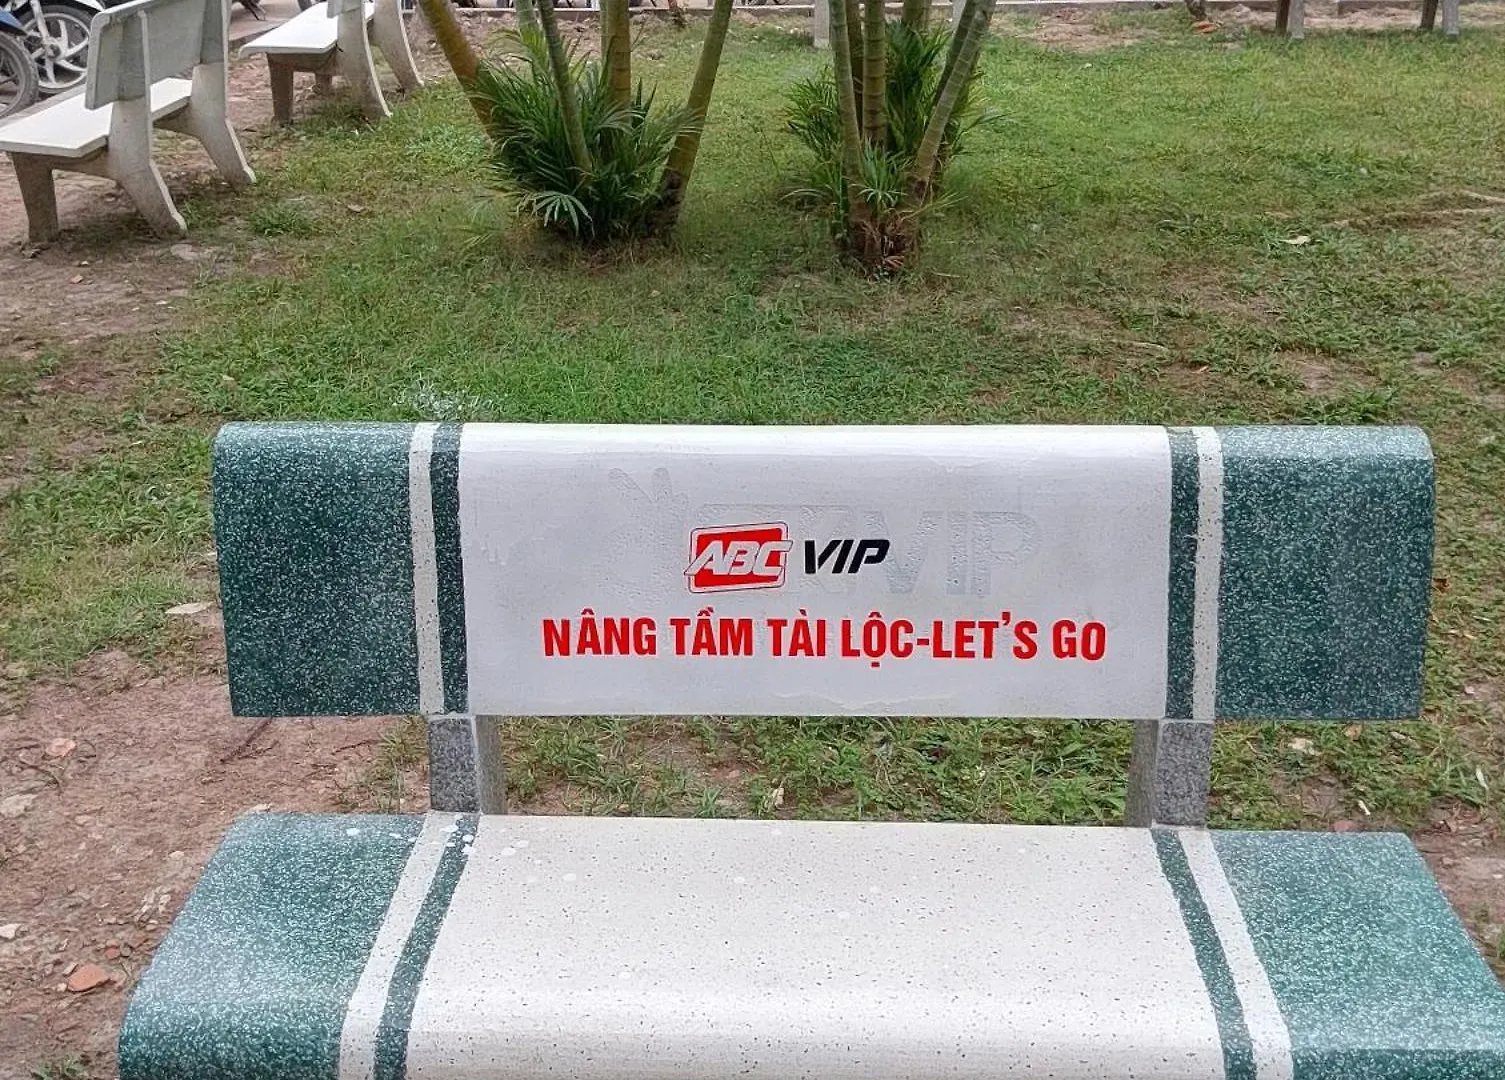 ABC VIP
NÂNG TẦM TÀI LỘC-LET'S GO